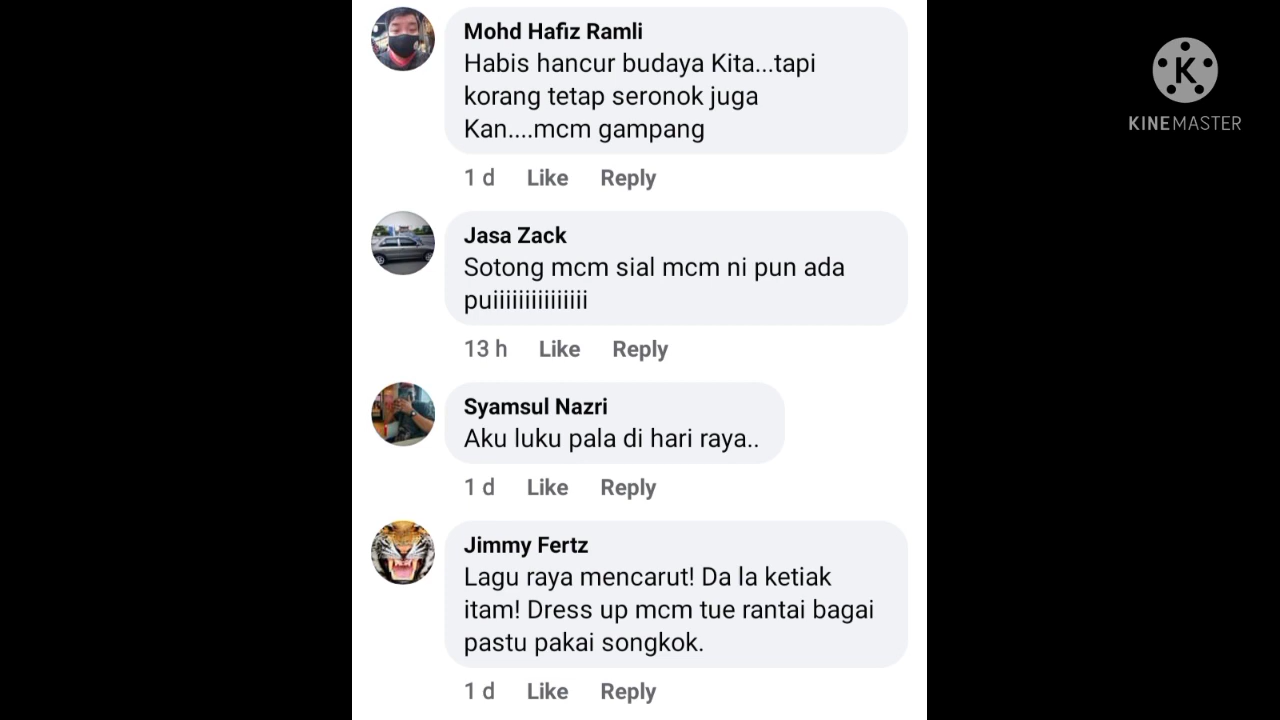 Mohd Hafiz Ramli
Habis hancur budaya Kita...tapi
korang tetap seronok juga
Kan....mcm gampang
1 d Like Reply
Jasa Zack
Sotong mcm sial mcm ni pun ada
puiiiiiiiiiiiiiii
13 h Like Reply
Syamsul Nazri
Aku luku pala di hari raya..
1 d Like Reply
Jimmy Fertz
Lagu raya mencarut! Da la ketiak
itam! Dress up mcm tue rantai bagai
pastu pakai songkok.
1 d Like Reply
K
KINEMASTER